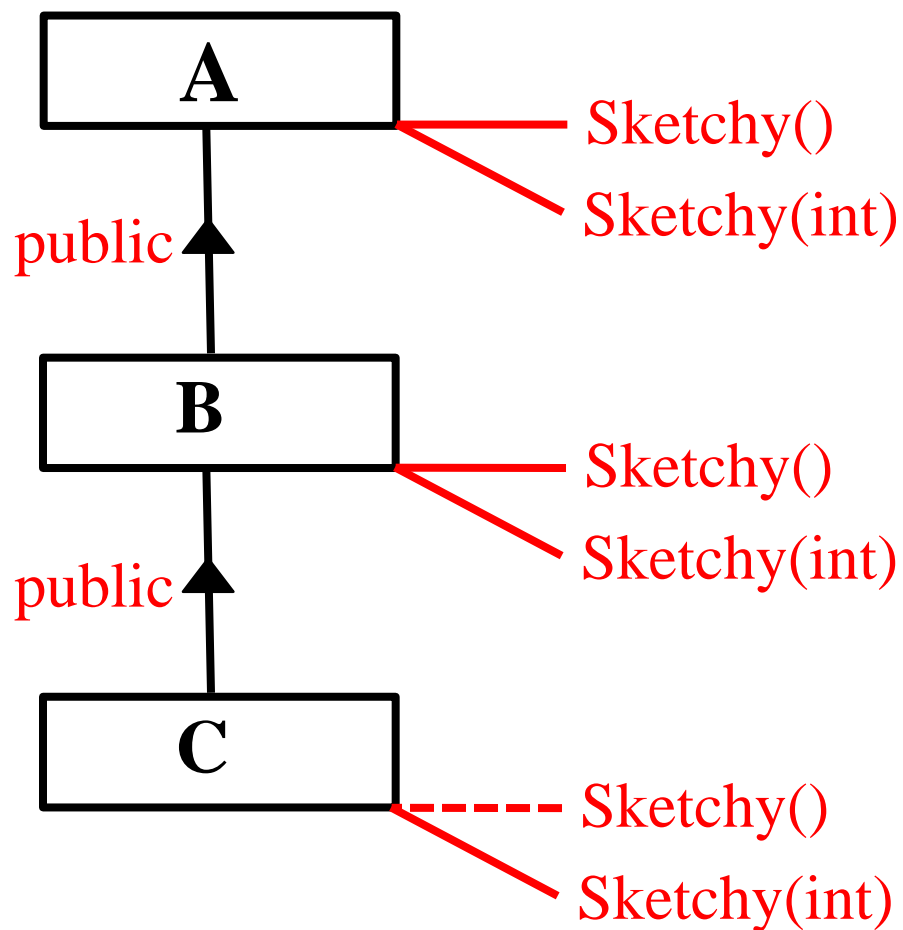 A
Sketchy()
Sketchy(int)
public
B
Sketchy()
Sketchy(int)
public
C
Sketchy()
Sketchy(int)